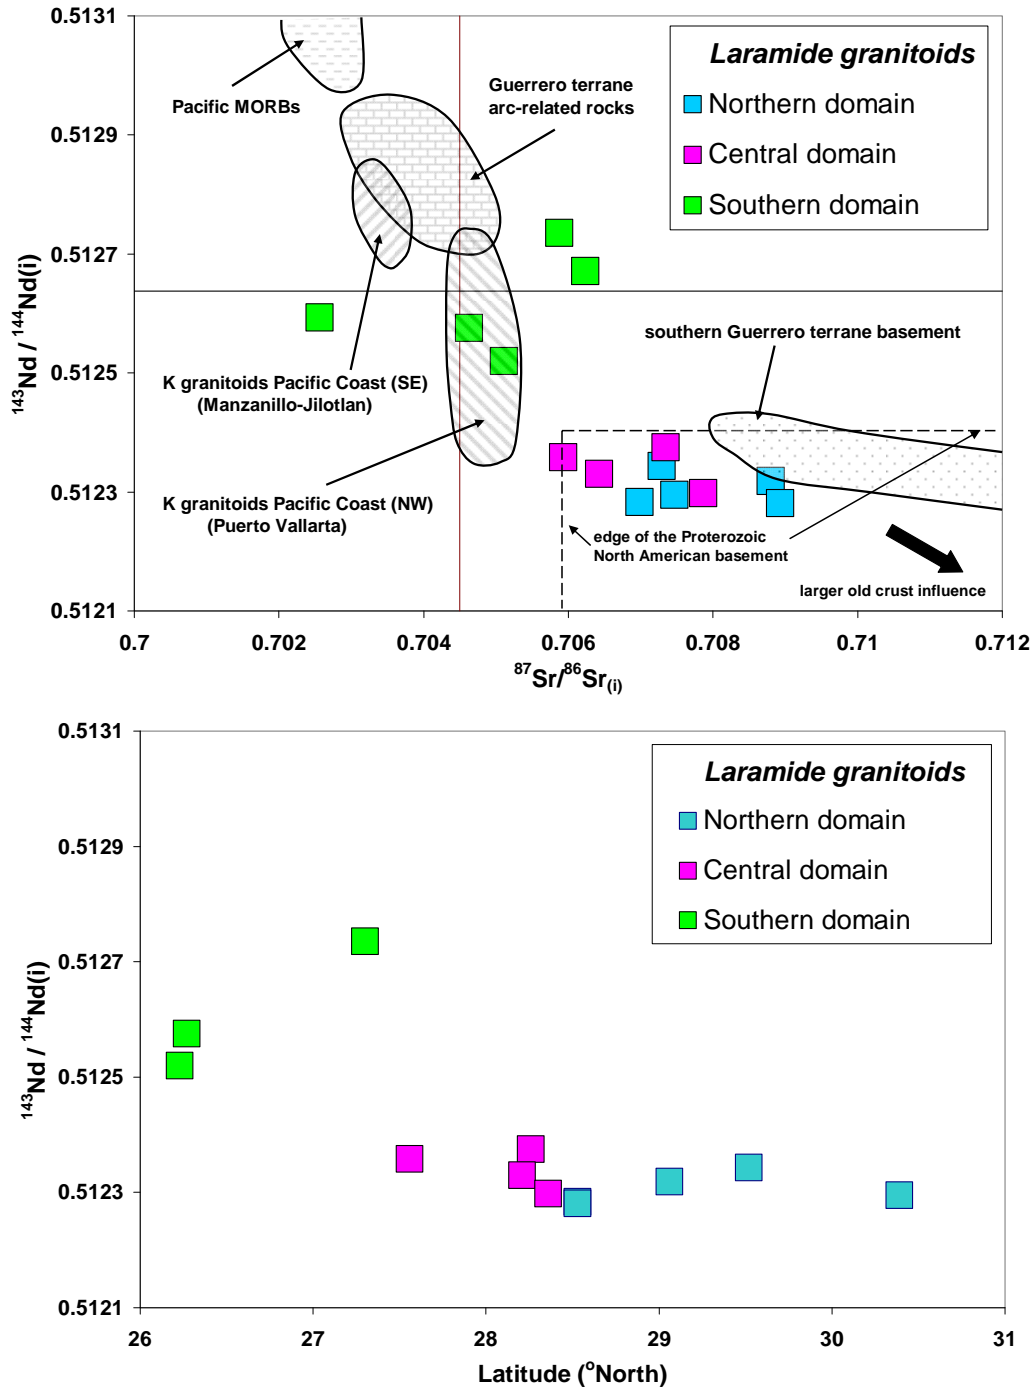 0.5131
0.5129
0.5127
0.5125
0.5123
0.5121
143Nd / 144Nd(i)
Pacific MORBs
Guerrero terrane
arc-related rocks
Laramide granitoids
Northern domain
Central domain
Southern domain
K granitoids Pacific Coast (SE)
(Manzanillo-Jilotlan)
K granitoids Pacific Coast (NW)
(Puerto Vallarta)
southern Guerrero terrane basement
edge of the Proterozoic
North American basement
larger old crust influence
0.7 0.702 0.704 0.706 0.708 0.71 0.712
87Sr/86Sr(i)
0.5131
0.5129
0.5127
0.5125
0.5123
0.5121
143Nd / 144Nd(i)
Laramide granitoids
Northern domain
Central domain
Southern domain
26 27 28 29 30 31
Latitude (oNorth)